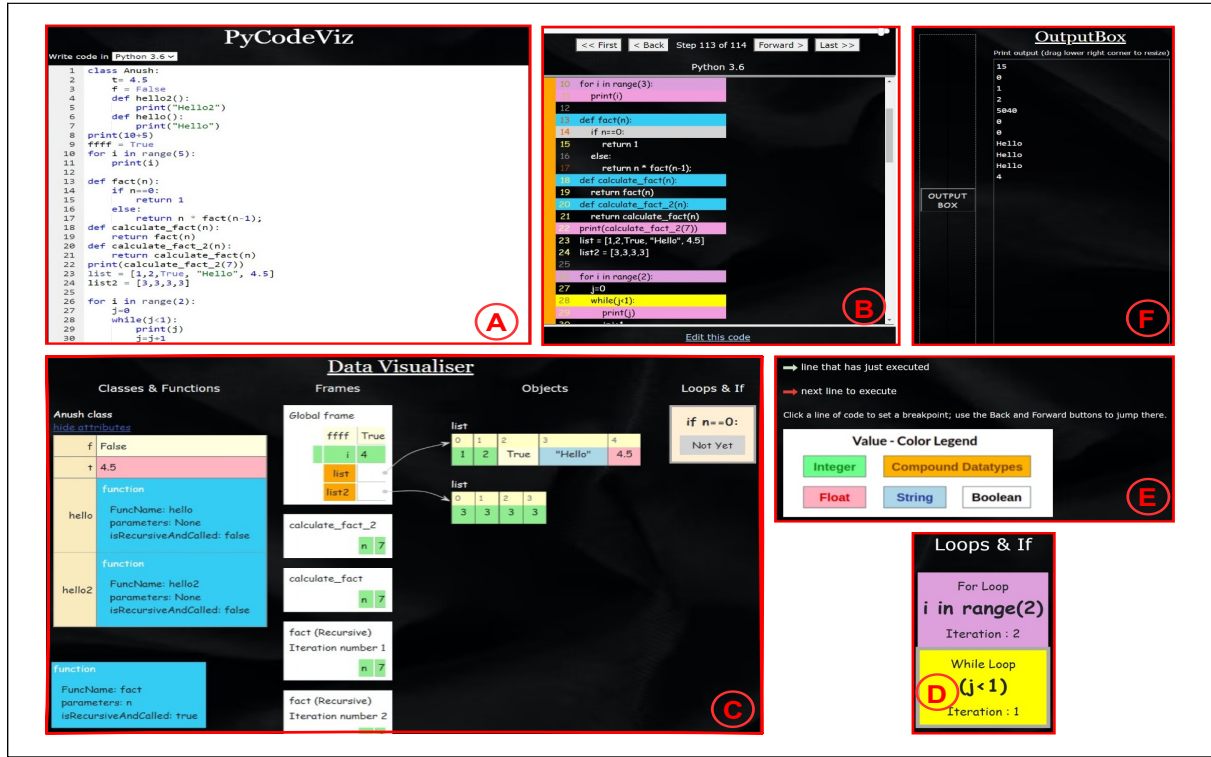 PyCodeViz
Write code in Python 3.6
1 class Anush:
2 t= 4.5
3 f = False
4 def hello2():
5 print("Hello2")
6 def hello():
7 print("Hello")
8 print(10+5)
9 ffff = True
10 for i in range(5):
11 print(i)
12
13 def fact(n):
14 if n==0:
15 return 1
16 else:
17 return n * fact(n-1);
18 def calculate_fact(n):
19 return fact(n)
20 def calculate_fact_2(n):
21 return calculate_fact(n)
22 print(calculate_fact_2(7))
23 list = [1,2,True, "Hello", 4.5]
24 list2 = [3,3,3,3]
25
26 for i in range(2):
27 j=0
28 while(j<1):
29 print(j)
30 j=j+1
A
<< First < Back Step 113 of 114 Forward > Last >>
Python 3.6
10 for i in range(3):
print(i)
12
13 def fact(n):
14 if n==0:
15 return 1
16 else:
17 return n * fact(n-1);
18 def calculate_fact(n):
19 return fact(n)
20 def calculate_fact_2(n):
21 return calculate_fact(n)
22 print(calculate_fact_2(7))
23 list = [1,2,True, "Hello", 4.5]
24 list2 = [3,3,3,3]
25
for i in range(2):
27 j=0
28 while(j<1):
29 print(j)
30 j=j+1
Edit this code
B
OutputBox
Print output (drag lower right corner to resize)
15
0
1
2
5040
0
0
Hello
Hello
Hello
4
OUTPUT
BOX
F
Data Visualiser
Classes & Functions Frames Objects Loops & If
Anush class
hide attributes
f False
t 4.5
function
hello
FuncName: hello
parameters: None
isRecursiveAndCalled: false
function
hello2
FuncName: hello2
parameters: None
isRecursiveAndCalled: false
function
FuncName: fact
parameters: n
isRecursiveAndCalled: true
Global frame
ffff True
i 4
list
list2
calculate_fact_2
n 7
calculate_fact
n 7
fact (Recursive)
Iteration number 1
n 7
fact (Recursive)
Iteration number 2
list
0 1 2 3 4
1 2 True "Hello" 4.5
list
0 1 2 3
3 3 3 3
if n==0:
Not Yet
C
line that has just executed
next line to execute
Click a line of code to set a breakpoint; use the Back and Forward buttons to jump there.
Value - Color Legend
Integer Compound Datatypes
Float String Boolean
E
Loops & If
For Loop
i in range(2)
Iteration : 2
While Loop
(j<1)
Iteration : 1
D